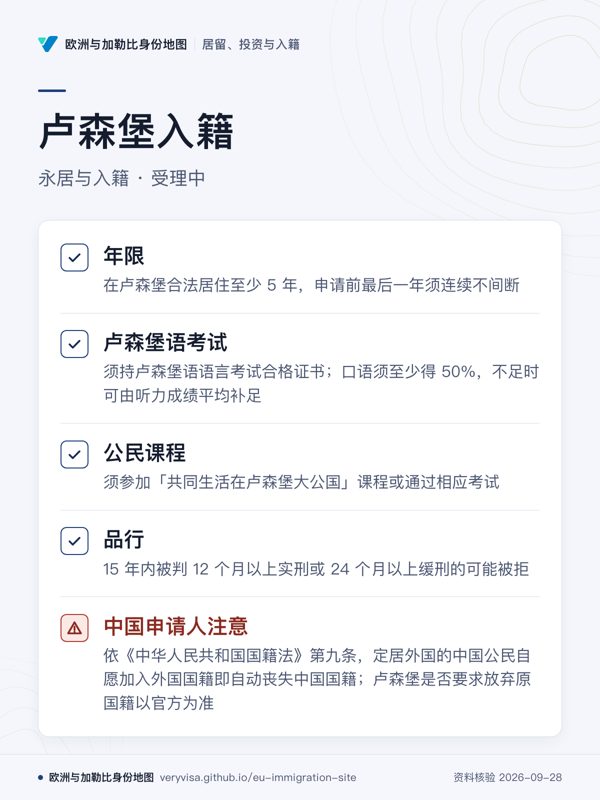 欧洲与加勒比身份地图 居留、投资与入籍
卢森堡入籍
永居与入籍 · 受理中
年限
在卢森堡合法居住至少 5 年，申请前最后一年须连续不间断
卢森堡语考试
须持卢森堡语语言考试合格证书；口语须至少得 50%，不足时
可由听力成绩平均补足
公民课程
须参加「共同生活在卢森堡大公国」课程或通过相应考试
品行
15 年内被判 12 个月以上实刑或 24 个月以上缓刑的可能被拒
中国申请人注意
依《中华人民共和国国籍法》第九条，定居外国的中国公民自
愿加入外国国籍即自动丧失中国国籍；卢森堡是否要求放弃原
国籍以官方为准
欧洲与加勒比身份地图 veryvisa.github.io/eu-immigration-site 资料核验 2026-09-28